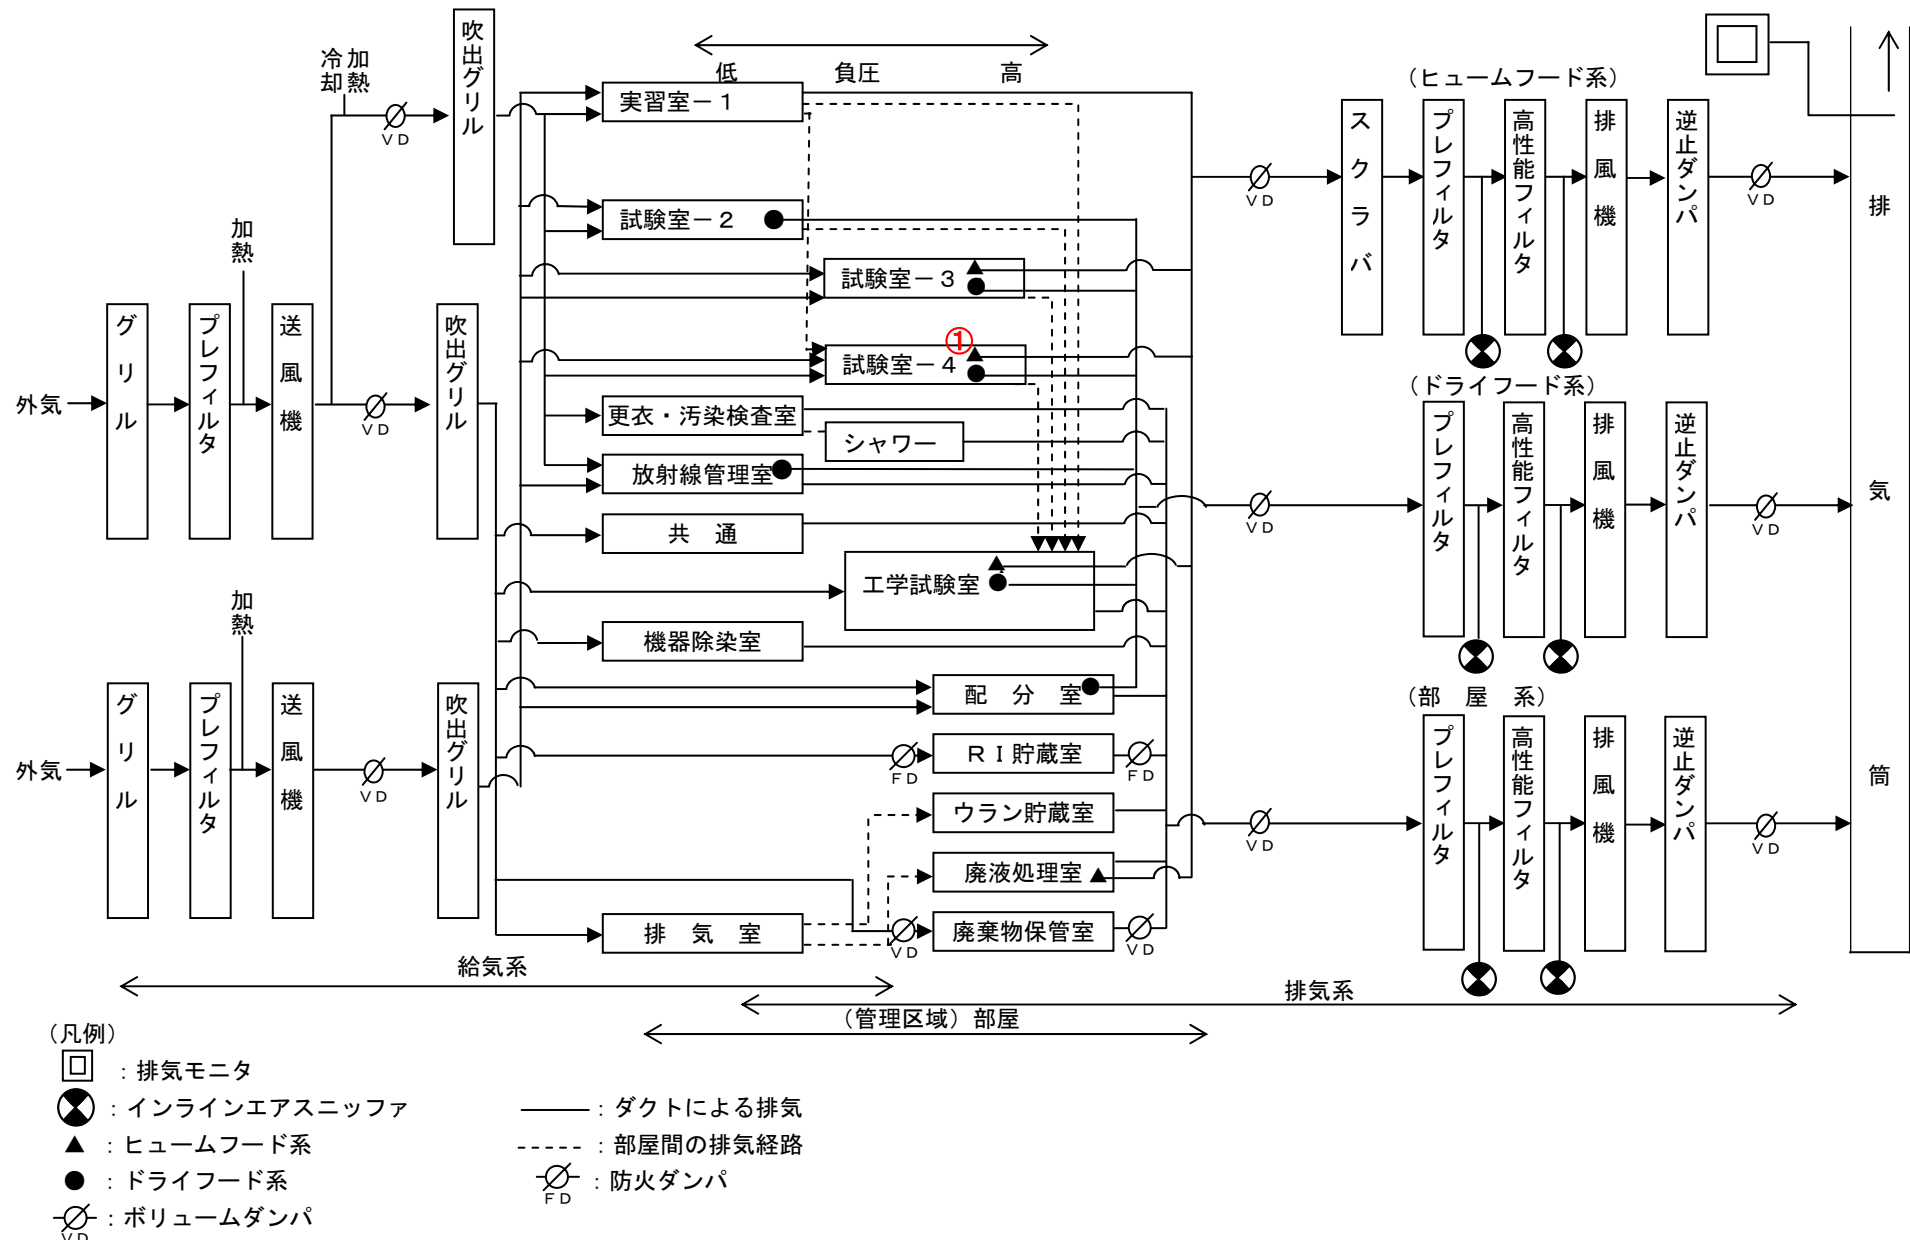 低　負圧　高
冷却
加熱
VD
吹出グリル
加熱
外気
グリル
プレフィルタ
送風機
VD
吹出グリル
加熱
外気
グリル
プレフィルタ
送風機
VD
吹出グリル
実習室－１
試験室－２
試験室－３
①
試験室－４
更衣・汚染検査室
シャワー
放射線管理室
共　通
工学試験室
機器除染室
配　分　室
FD
ＲＩ貯蔵室
FD
ウラン貯蔵室
廃液処理室
排　気　室
VD
廃棄物保管室
VD
（ヒュームフード系）
VD
スクラバ
プレフィルタ
高性能フィルタ
排風機
逆止ダンパ
VD
（ドライフード系）
VD
プレフィルタ
高性能フィルタ
排風機
逆止ダンパ
VD
（部　屋　系）
VD
プレフィルタ
高性能フィルタ
排風機
逆止ダンパ
VD
排気筒
給気系
排気系
（管理区域）部屋
（凡例）
：排気モニタ
：インラインエアスニッファ
：ヒュームフード系
：ドライフード系
：ボリュームダンパ
VD
：ダクトによる排気
：部屋間の排気経路
：防火ダンパ
FD